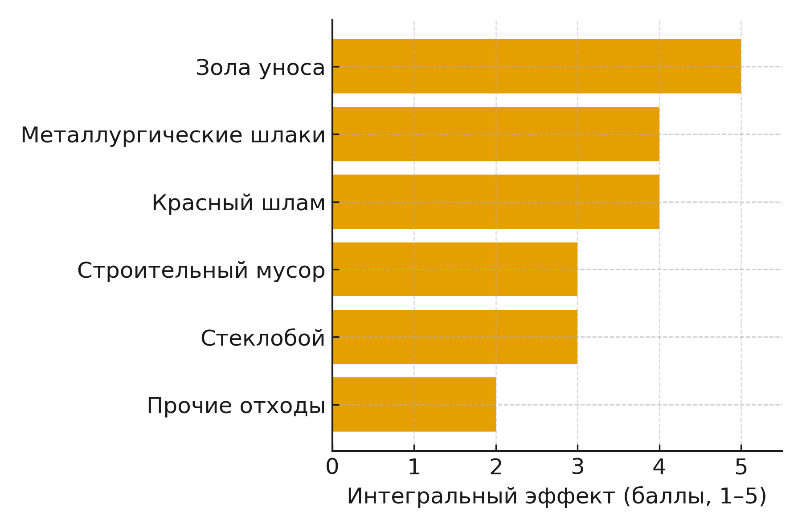 Зола уноса
Металлургические шлаки
Красный шлам
Строительный мусор
Стеклобой
Прочие отходы
0 1 2 3 4 5
Интегральный эффект (баллы, 1–5)